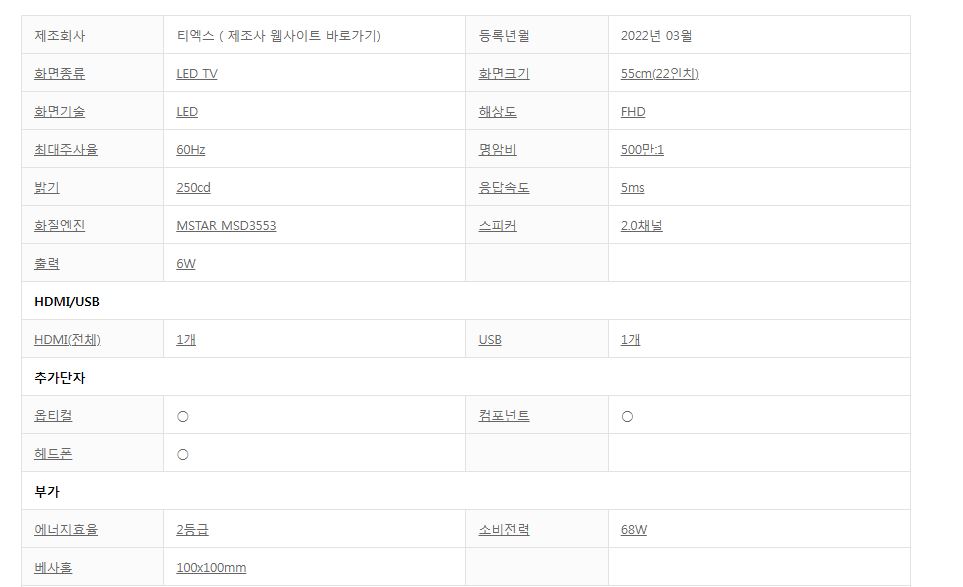 제조회사 티엑스 ( 제조사 웹사이트 바로가기) 등록년월 2022년 03월
화면종류 LED TV 화면크기 55cm(22인치)
화면기술 LED 해상도 FHD
최대주사율 60Hz 명암비 500만:1
밝기 250cd 응답속도 5ms
화질엔진 MSTAR MSD3553 스피커 2.0채널
출력 6W
HDMI/USB
HDMI(전체) 1개 USB 1개
추가단자
옵티컬 ○ 컴포넌트 ○
헤드폰 ○
부가
에너지효율 2등급 소비전력 68W
베사홀 100x100mm